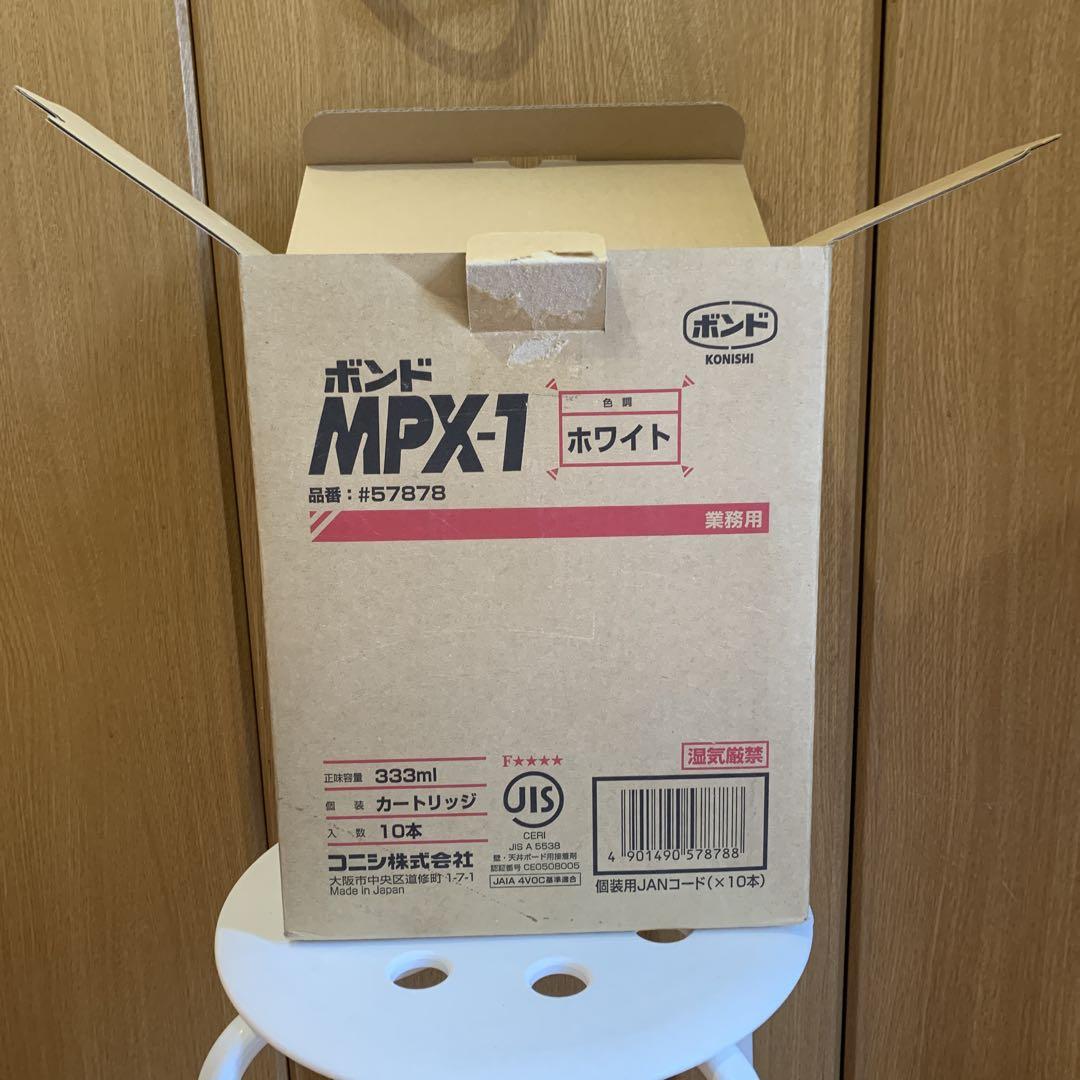 ボンド
KONISHI
ボンド
MPX-1
色調
ホワイト
品番：#57878
業務用
湿気厳禁
正味容量 333ml
個装 カートリッジ
入数 10本
コニシ株式会社
大阪市中央区道修町1-7-1
Made in Japan
F★★★★
JIS
CERI
JIS A 5538
壁・天井ボード用接着剤
認証番号 CE0508005
JAIA 4VOC基準適合
4 901490 578788
個装用JANコード(×10本)